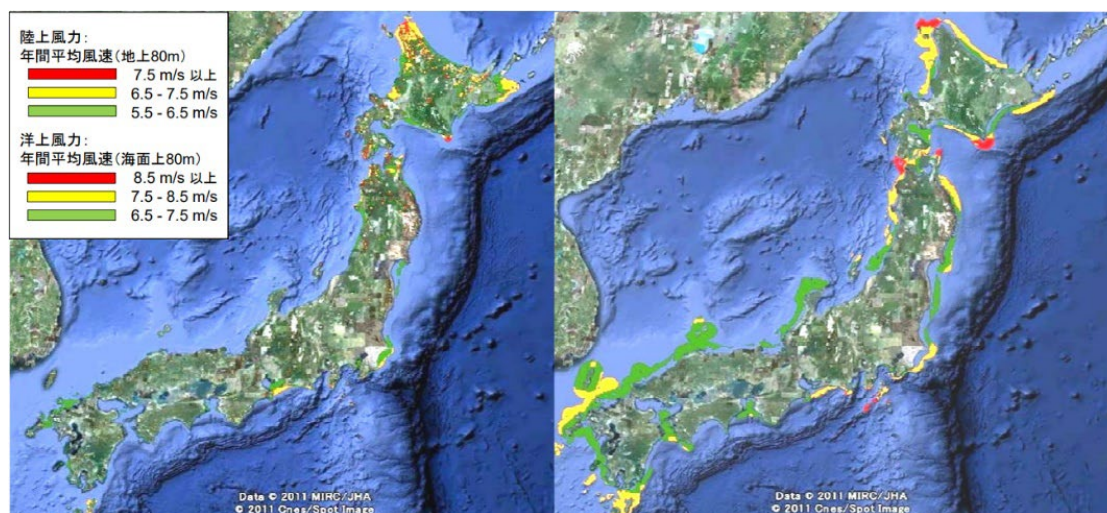 陸上風力：
年間平均風速（地上80m）
7.5 m/s 以上
6.5 - 7.5 m/s
5.5 - 6.5 m/s
洋上風力：
年間平均風速（海面上80m）
8.5 m/s 以上
7.5 - 8.5 m/s
6.5 - 7.5 m/s
Data © 2011 MIRC/JHA
© 2011 Cnes/Spot Image
Data © 2011 MIRC/JHA
© 2011 Cnes/Spot Image